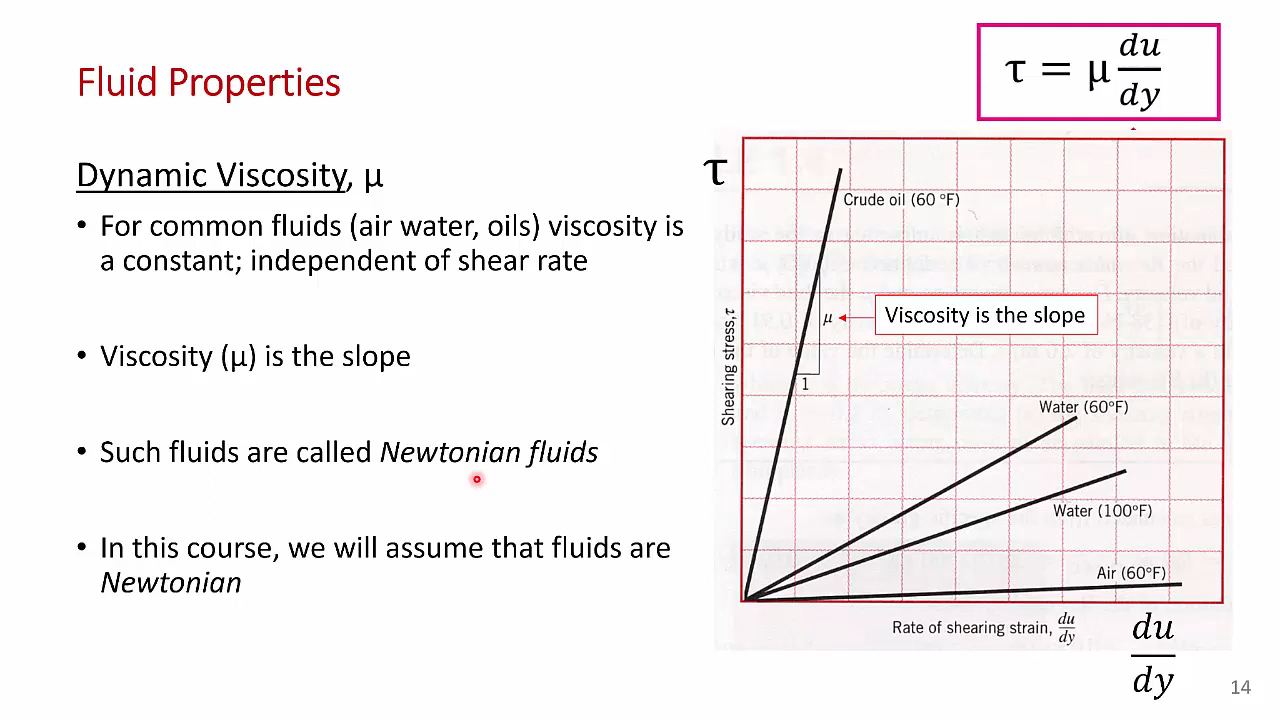 τ = μ du/dy
Fluid Properties
Dynamic Viscosity, μ
• For common fluids (air water, oils) viscosity is
a constant; independent of shear rate
• Viscosity (μ) is the slope
• Such fluids are called Newtonian fluids
• In this course, we will assume that fluids are
Newtonian
τ
Crude oil (60 °F)
Shearing stress, τ
μ
Viscosity is the slope
1
Water (60°F)
Water (100°F)
Air (60°F)
Rate of shearing strain, du/dy
du/dy
14